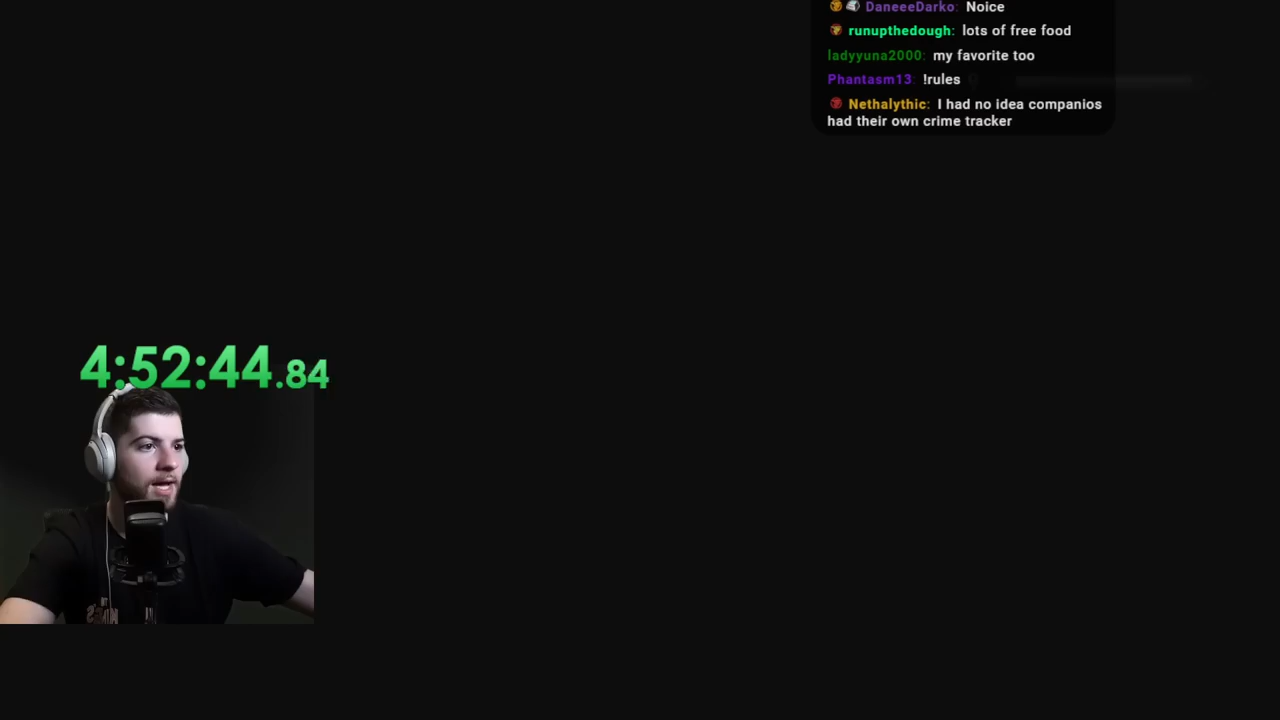 DaneeeDarko: Noice
runupthedough: lots of free food
ladyyuna2000: my favorite too
Phantasm13: !rules
Nethalythic: I had no idea companios
had their own crime tracker
4:52:44.84